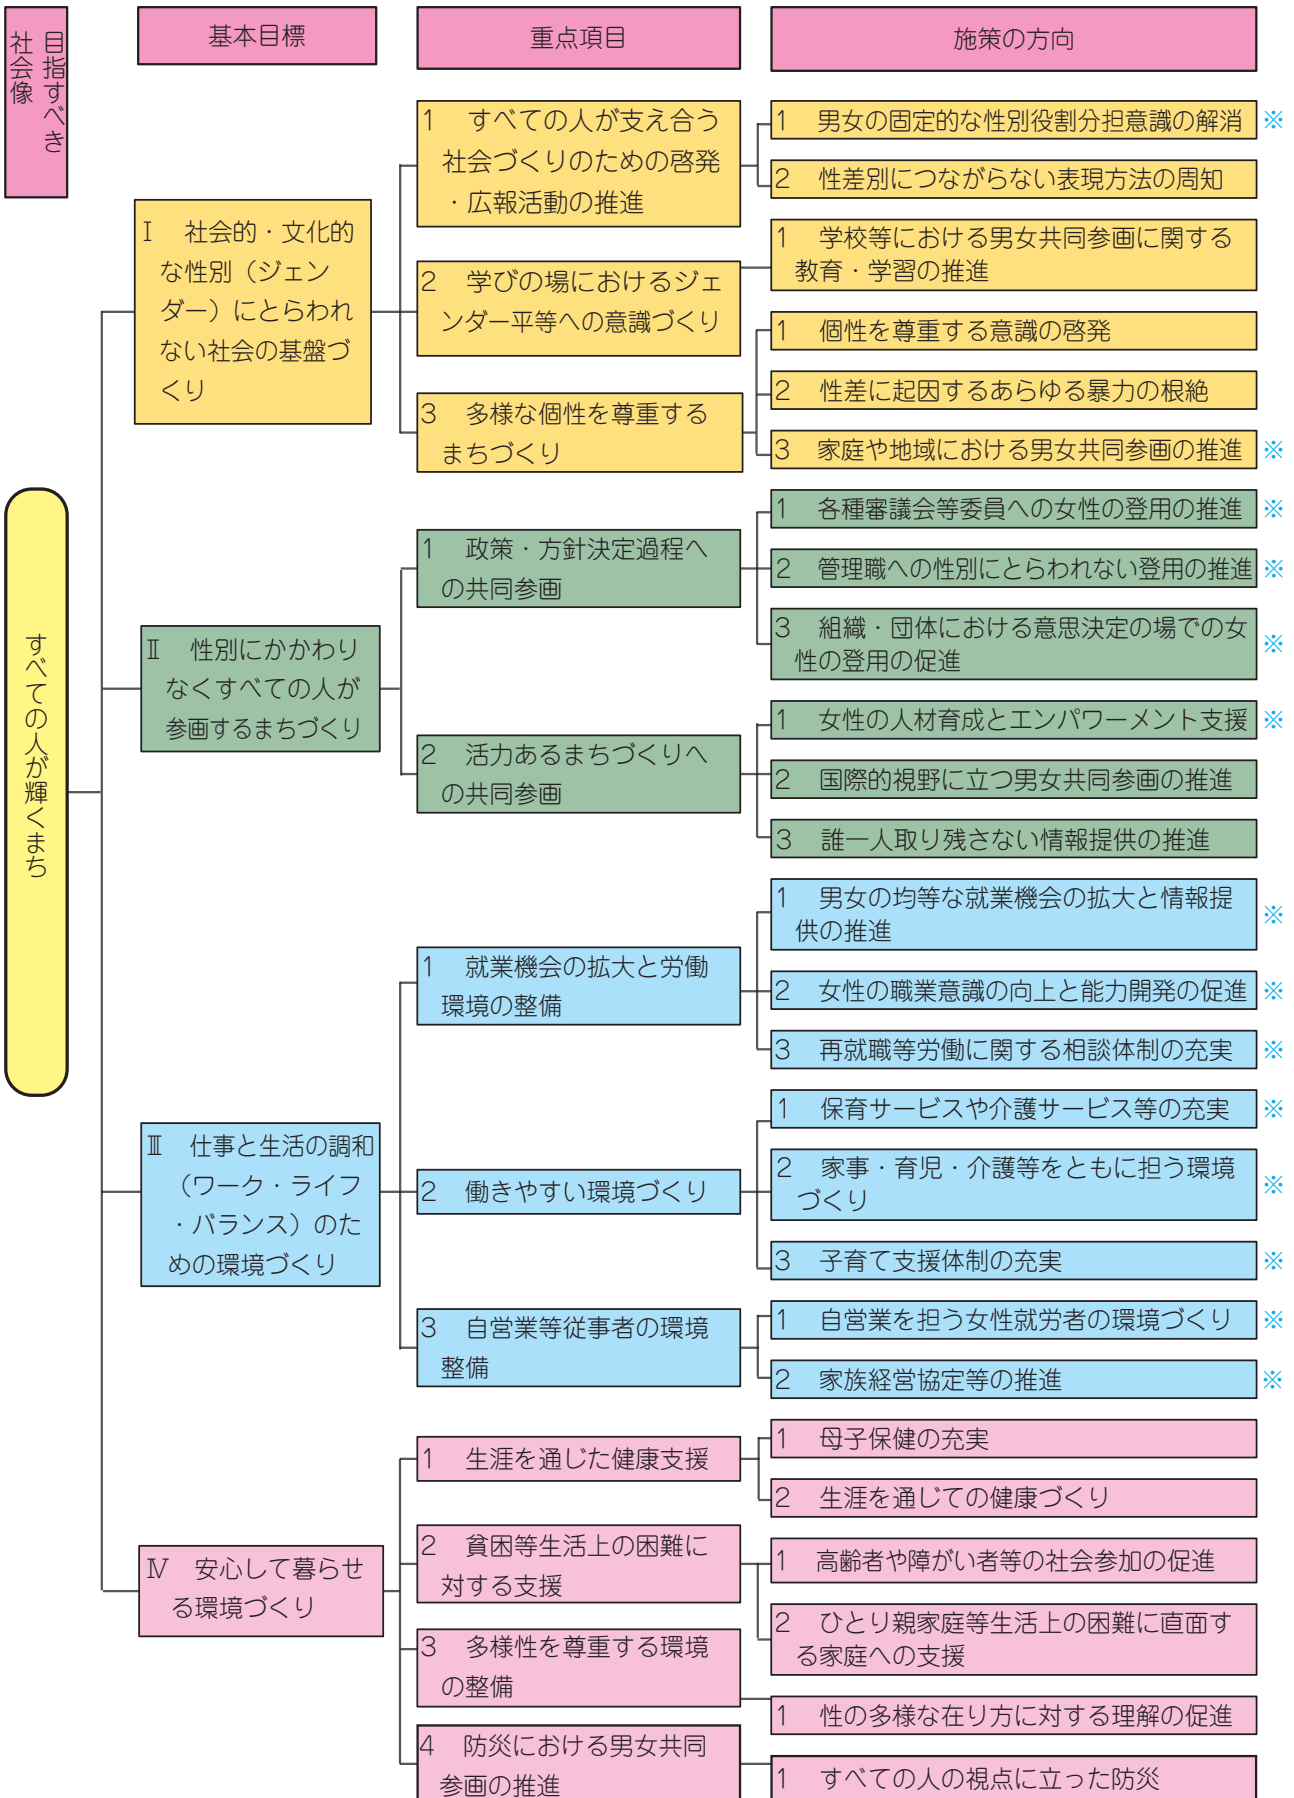 目指すべき
社会像
基本目標
重点項目
施策の方向
すべての人が輝くまち
Ⅰ　社会的・文化的
な性別（ジェン
ダー）にとらわれ
ない社会の基盤づ
くり
1　すべての人が支え合う
社会づくりのための啓発
・広報活動の推進
1　男女の固定的な性別役割分担意識の解消 ※
2　性差別につながらない表現方法の周知
2　学びの場におけるジェ
ンダー平等への意識づくり
1　学校等における男女共同参画に関する
教育・学習の推進
3　多様な個性を尊重する
まちづくり
1　個性を尊重する意識の啓発
2　性差に起因するあらゆる暴力の根絶
3　家庭や地域における男女共同参画の推進 ※
Ⅱ　性別にかかわり
なくすべての人が
参画するまちづくり
1　政策・方針決定過程へ
の共同参画
1　各種審議会等委員への女性の登用の推進 ※
2　管理職への性別にとらわれない登用の推進 ※
3　組織・団体における意思決定の場での女
性の登用の促進 ※
2　活力あるまちづくりへ
の共同参画
1　女性の人材育成とエンパワーメント支援 ※
2　国際的視野に立つ男女共同参画の推進
3　誰一人取り残さない情報提供の推進
Ⅲ　仕事と生活の調和
（ワーク・ライフ
・バランス）のた
めの環境づくり
1　就業機会の拡大と労働
環境の整備
1　男女の均等な就業機会の拡大と情報提
供の推進 ※
2　女性の職業意識の向上と能力開発の促進 ※
3　再就職等労働に関する相談体制の充実 ※
2　働きやすい環境づくり
1　保育サービスや介護サービス等の充実 ※
2　家事・育児・介護等をともに担う環境
づくり ※
3　子育て支援体制の充実 ※
3　自営業等従事者の環境
整備
1　自営業を担う女性就労者の環境づくり ※
2　家族経営協定等の推進 ※
Ⅳ　安心して暮らせ
る環境づくり
1　生涯を通じた健康支援
1　母子保健の充実
2　生涯を通じての健康づくり
2　貧困等生活上の困難に
対する支援
1　高齢者や障がい者等の社会参加の促進
2　ひとり親家庭等生活上の困難に直面す
る家庭への支援
3　多様性を尊重する環境
の整備
1　性の多様な在り方に対する理解の促進
4　防災における男女共同
参画の推進
1　すべての人の視点に立った防災